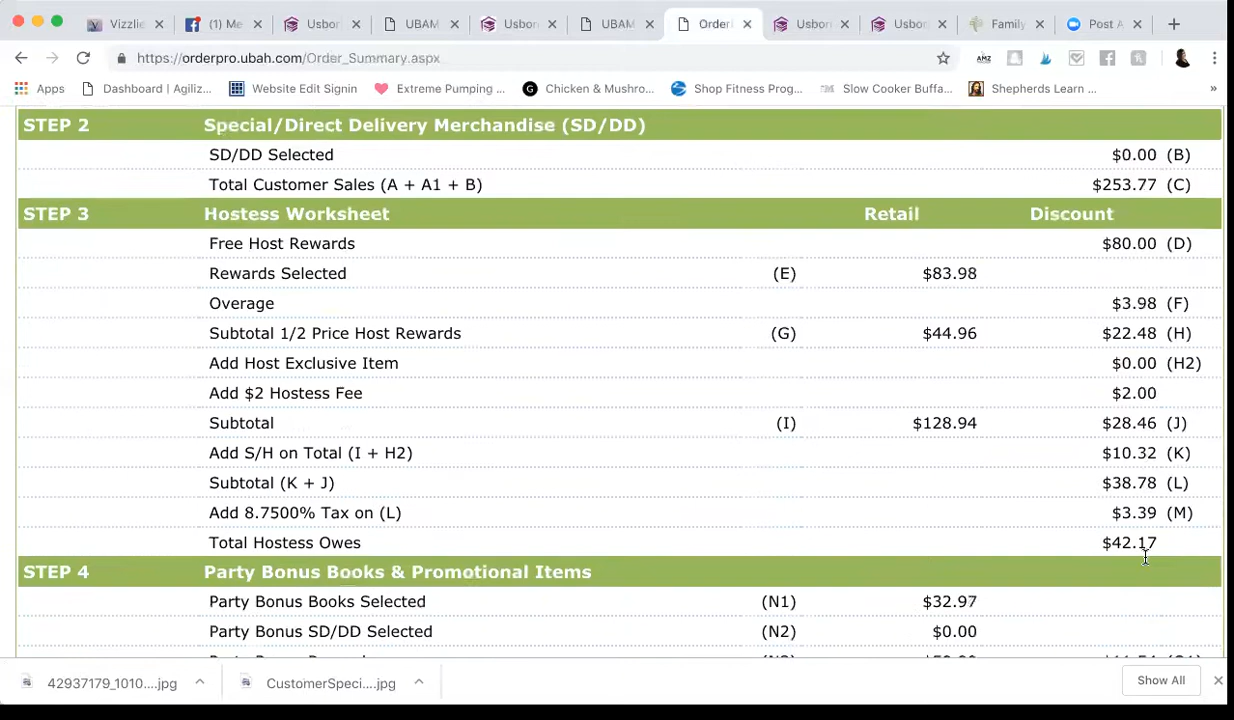 Vizzlie (1) Me Usbor UBAM Usborn UBAM Order Usbor Usbor Family Post A
https://orderpro.ubah.com/Order_Summary.aspx
Apps Dashboard | Agiliz... Website Edit Signin Extreme Pumping ... Chicken & Mushro... Shop Fitness Prog... Slow Cooker Buffa... Shepherds Learn ... »
STEP 2 Special/Direct Delivery Merchandise (SD/DD)
SD/DD Selected $0.00 (B)
Total Customer Sales (A + A1 + B) $253.77 (C)
STEP 3 Hostess Worksheet Retail Discount
Free Host Rewards $80.00 (D)
Rewards Selected (E) $83.98
Overage $3.98 (F)
Subtotal 1/2 Price Host Rewards (G) $44.96 $22.48 (H)
Add Host Exclusive Item $0.00 (H2)
Add $2 Hostess Fee $2.00
Subtotal (I) $128.94 $28.46 (J)
Add S/H on Total (I + H2) $10.32 (K)
Subtotal (K + J) $38.78 (L)
Add 8.7500% Tax on (L) $3.39 (M)
Total Hostess Owes $42.17
STEP 4 Party Bonus Books & Promotional Items
Party Bonus Books Selected (N1) $32.97
Party Bonus SD/DD Selected (N2) $0.00
42937179_1010....jpg CustomerSpeci....jpg Show All